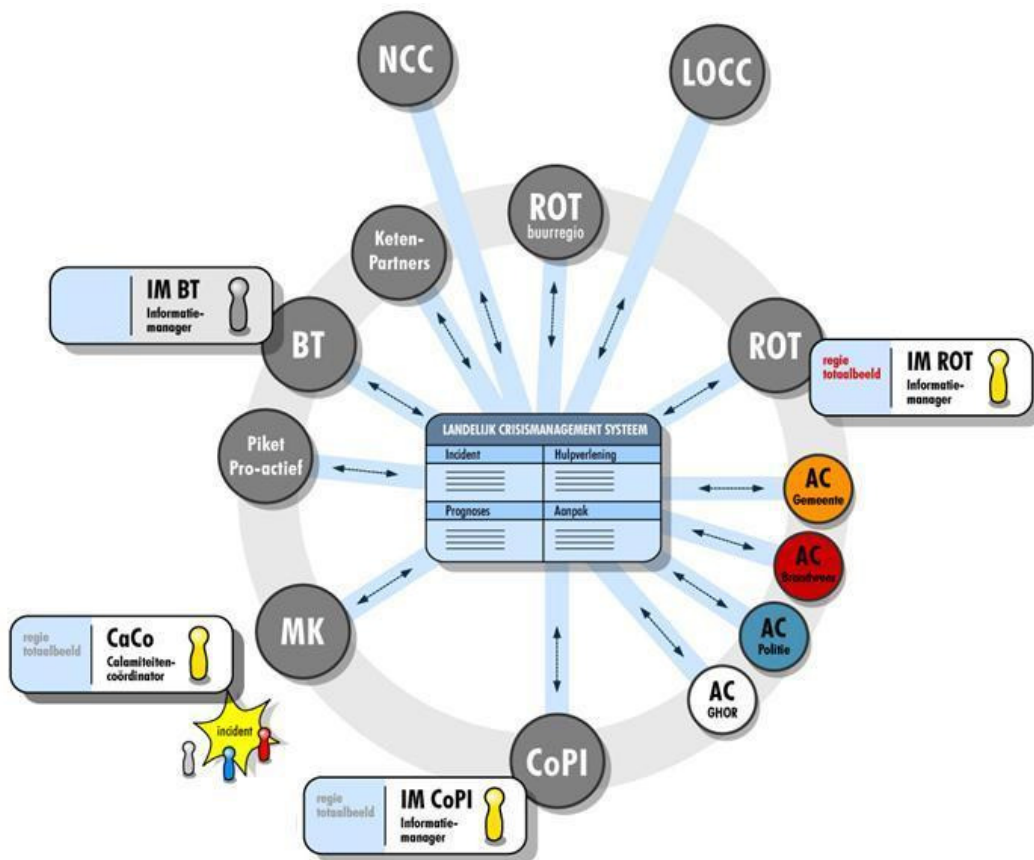 NCC
LOCC
ROT
buurregio
Keten-
Partners
IM BT
Informatie-
manager
BT
ROT
regie
totaalbeeld
IM ROT
Informatie-
manager
LANDELIJK CRISISMANAGEMENT SYSTEEM
Incident
Hulpverlening
Prognoses
Aanpak
Piket
Pro-actief
AC
Gemeente
AC
Brandweer
AC
Politie
AC
GHOR
MK
regie
totaalbeeld
CaCo
Calamiteiten-
coördinator
incident
CoPI
regie
totaalbeeld
IM CoPI
Informatie-
manager